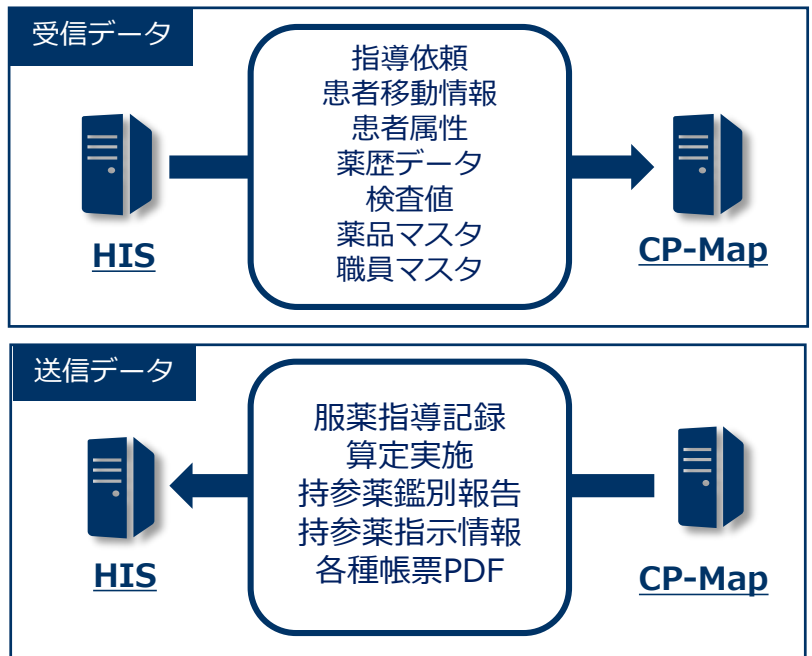 受信データ
指導依頼
患者移動情報
患者属性
薬歴データ
検査値
薬品マスタ
職員マスタ
HIS
CP-Map
送信データ
服薬指導記録
算定実施
持参薬鑑別報告
持参薬指示情報
各種帳票PDF
HIS
CP-Map